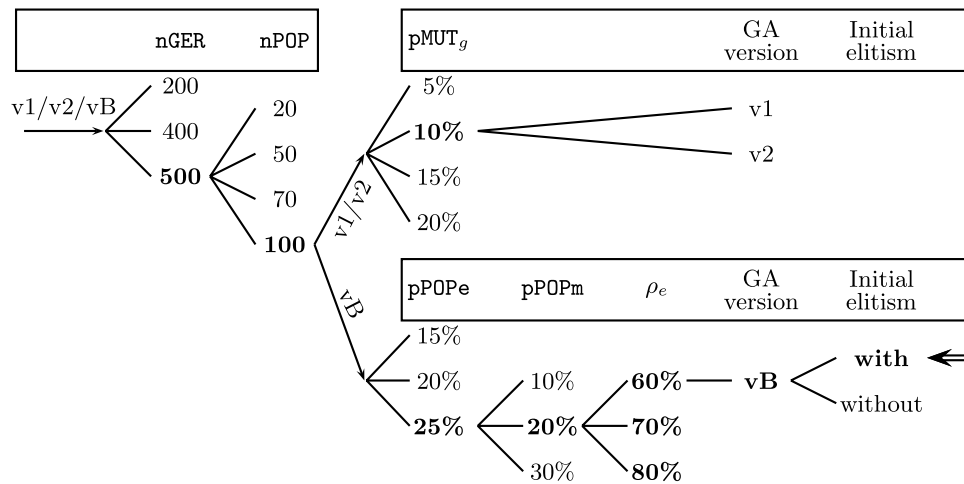 nGER nPOP
pMUTg GA version Initial elitism
v1/v2/vB
200
400
500
20
50
70
100
v1/v2
5%
10%
15%
20%
v1
v2
vB
pPOPe pPOPm ρe GA version Initial elitism
15%
20%
25%
10%
20%
30%
60%
70%
80%
vB
with
without